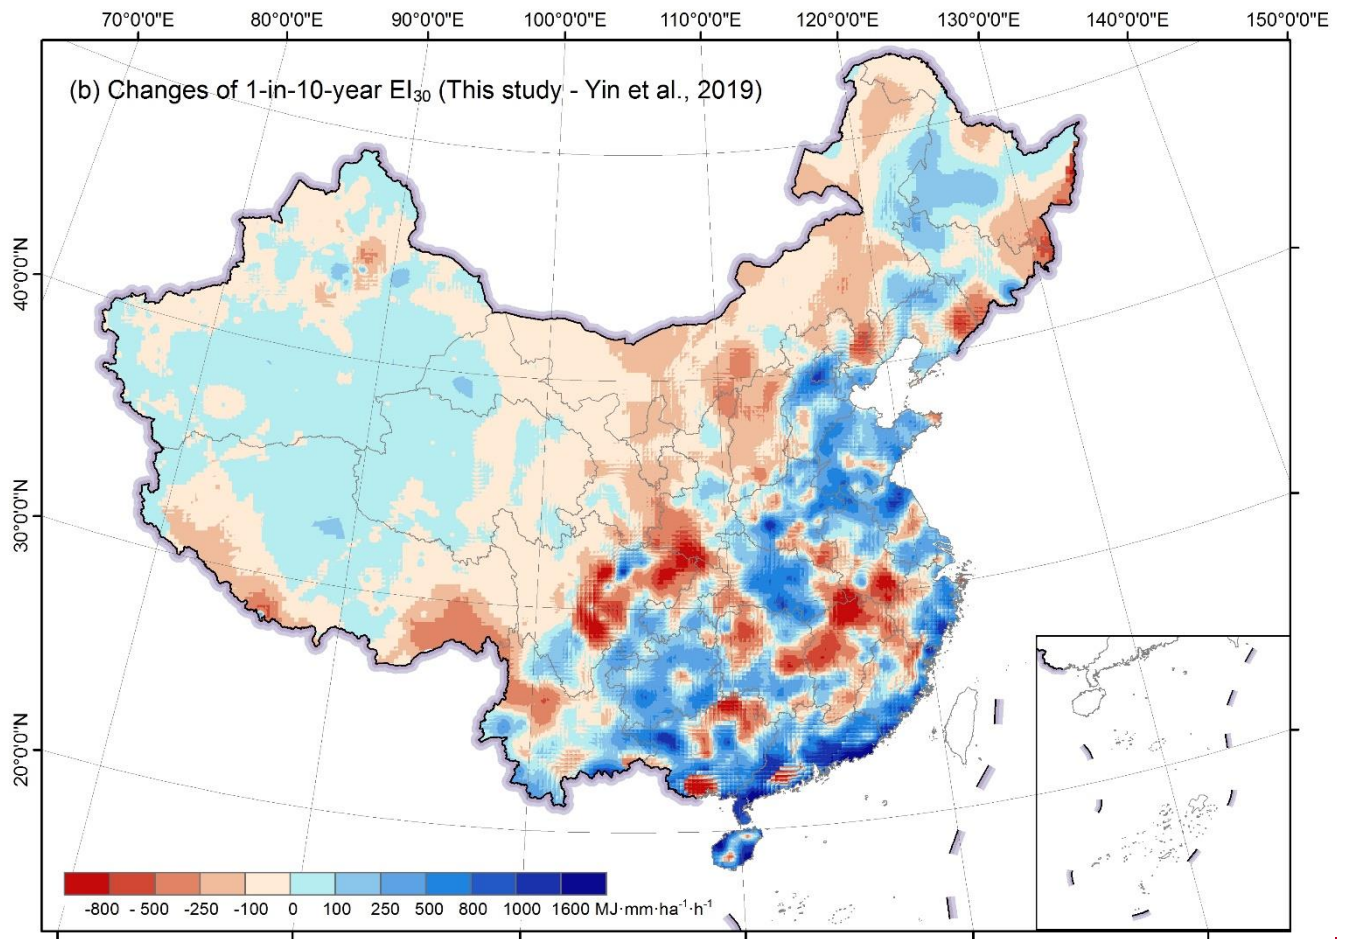 70°0'0"E 80°0'0"E 90°0'0"E 100°0'0"E 110°0'0"E 120°0'0"E 130°0'0"E 140°0'0"E 150°0'0"E
(b) Changes of 1-in-10-year EI₃₀ (This study - Yin et al., 2019)
40°0'0"N
30°0'0"N
20°0'0"N
-800 - 500 -250 -100 0 100 250 500 800 1000 1600 MJ·mm·ha⁻¹·h⁻¹